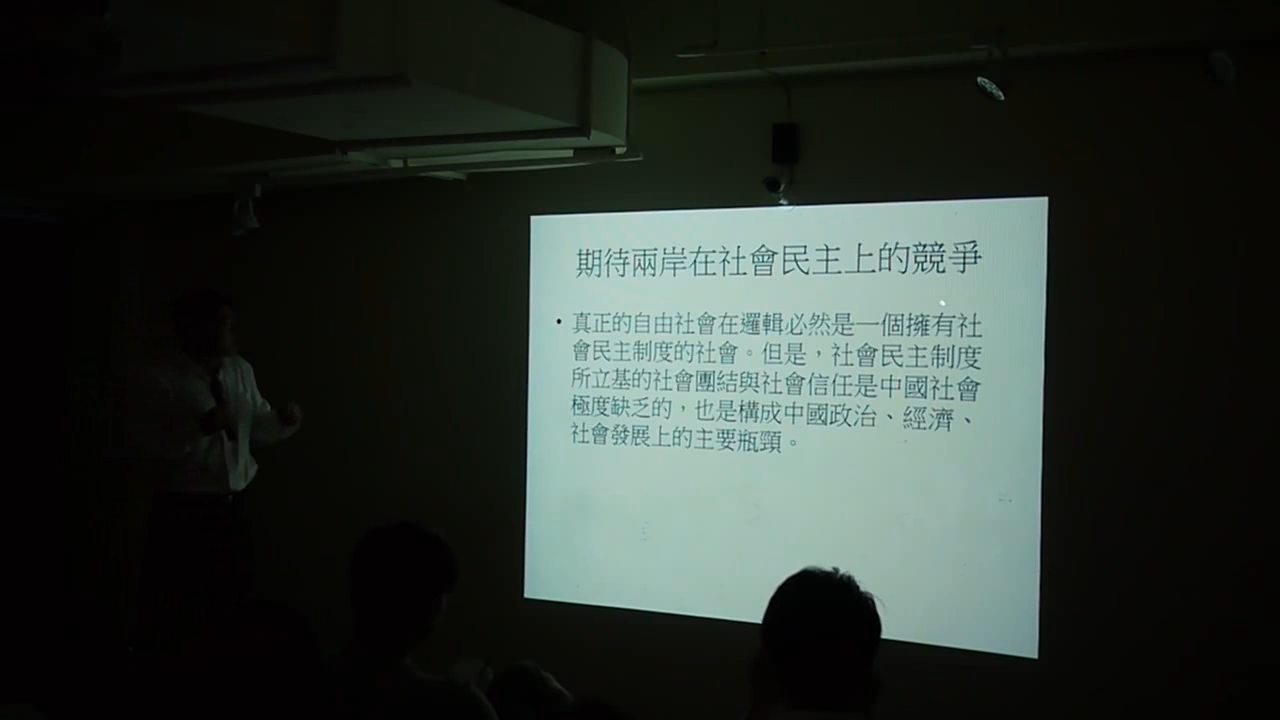 期待兩岸在社會民主上的競爭
• 真正的自由社會在邏輯必然是一個擁有社
會民主制度的社會。但是，社會民主制度
所立基的社會團結與社會信任是中國社會
極度缺乏的，也是構成中國政治、經濟、
社會發展上的主要瓶頸。